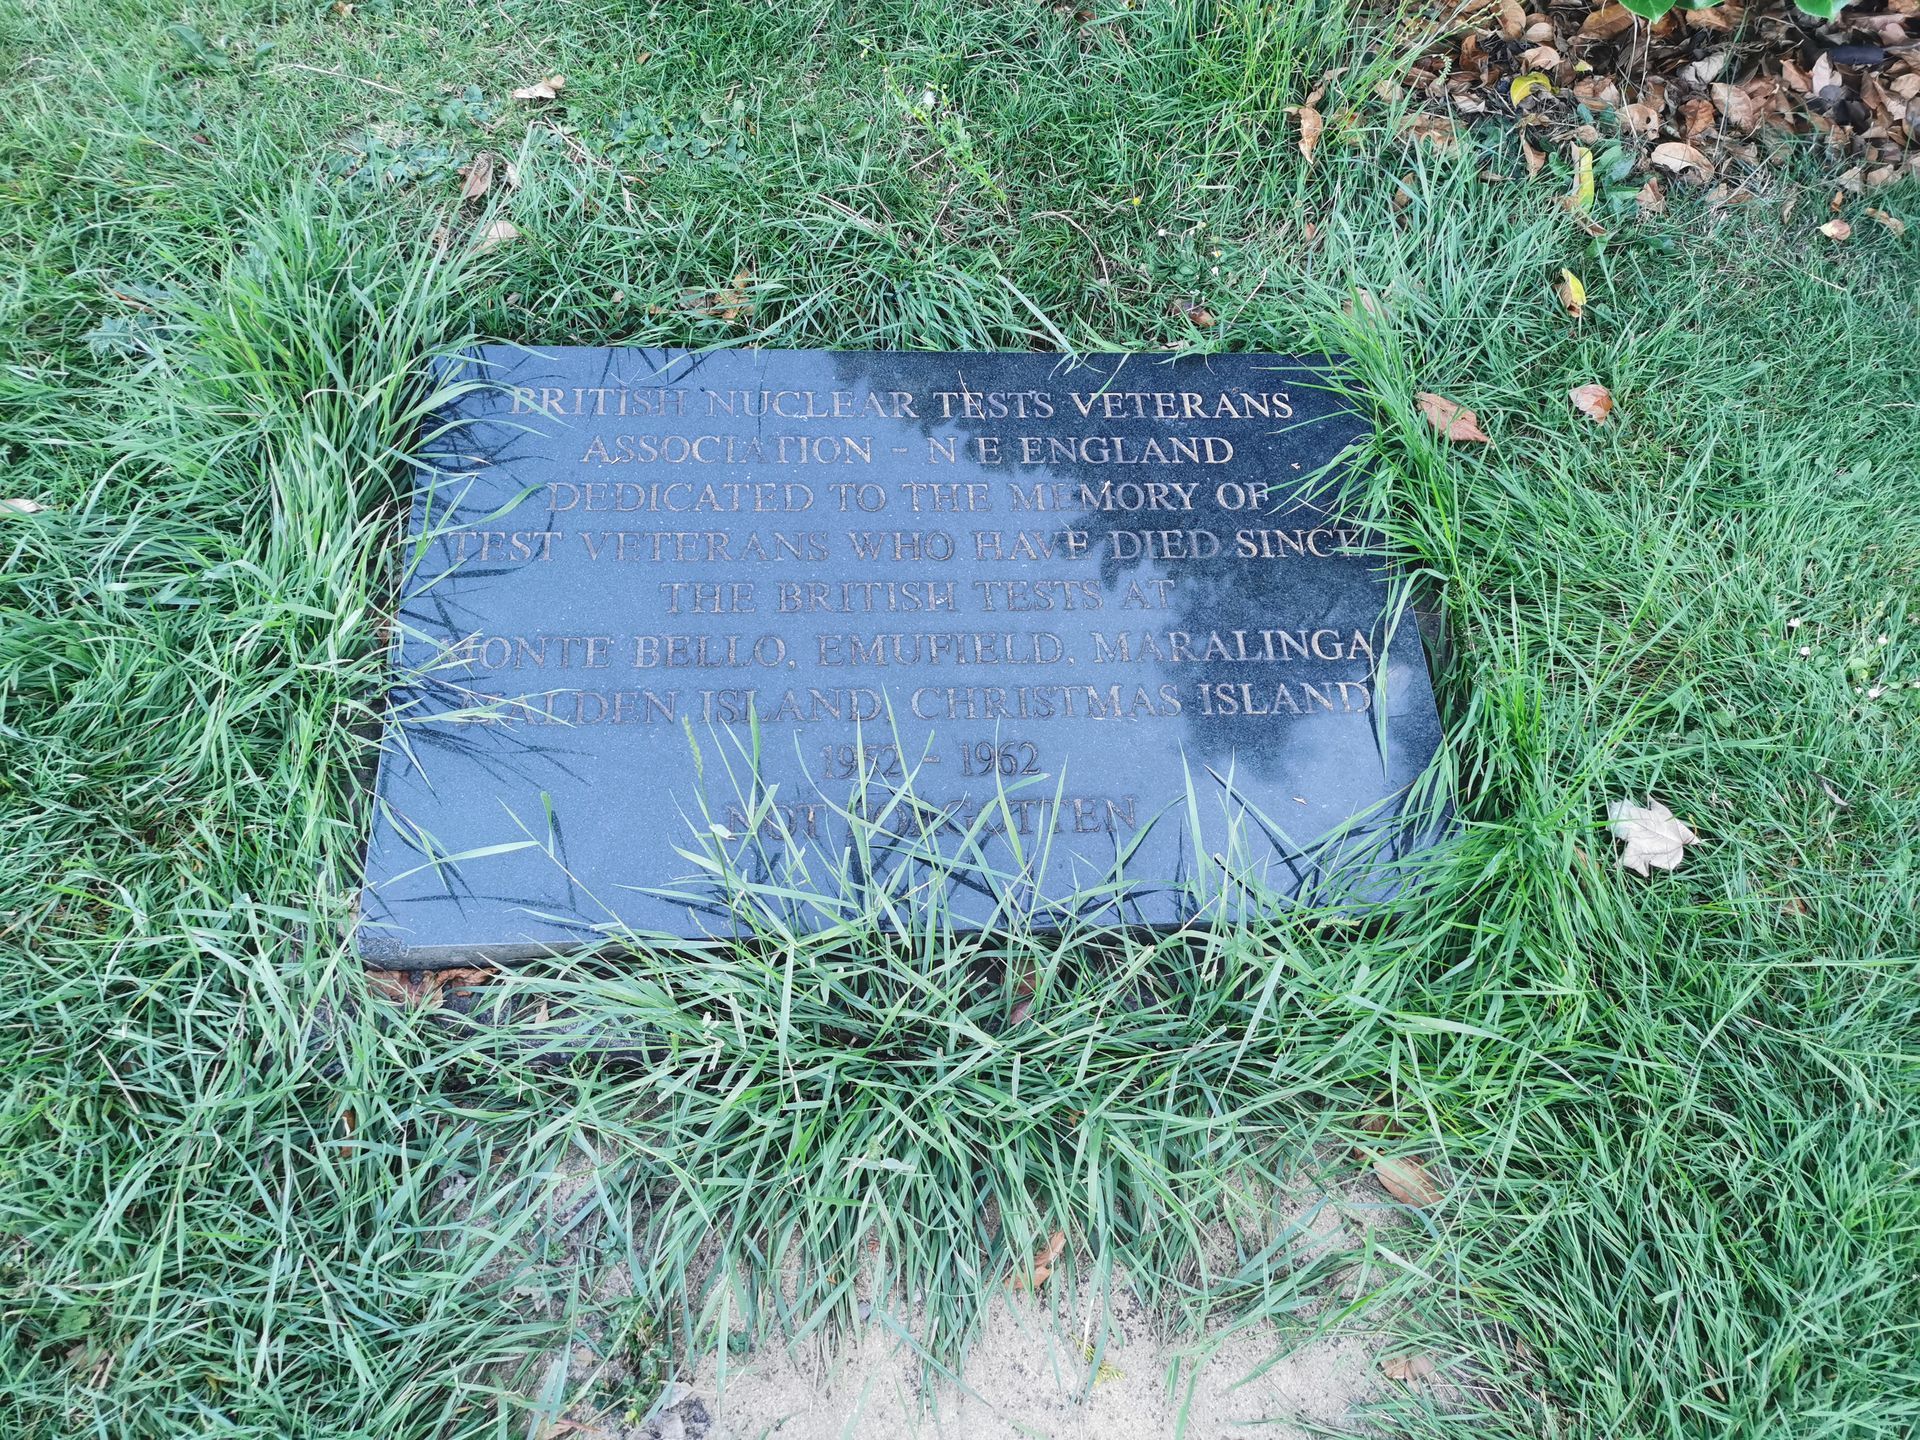 BRITISH NUCLEAR TESTS VETERANS
ASSOCIATION - N E ENGLAND
DEDICATED TO THE MEMORY OF
TEST VETERANS WHO HAVE DIED SINCE
THE BRITISH TESTS AT
MONTE BELLO, EMUFIELD, MARALINGA
MALDEN ISLAND, CHRISTMAS ISLAND
1952 - 1962
NOT FORGOTTEN